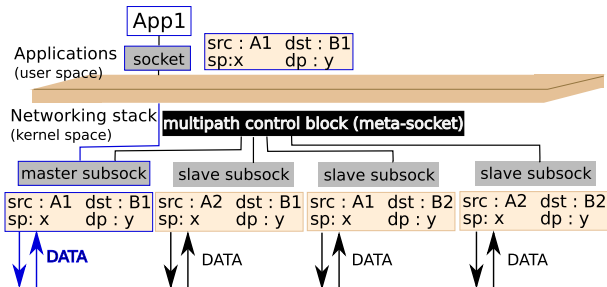 App1
Applications
(user space)
socket
src : A1 dst : B1
sp:x dp : y
Networking stack
(kernel space)
multipath control block (meta-socket)
master subsock
slave subsock
slave subsock
slave subsock
src : A1 dst : B1
sp: x dp : y
src : A2 dst : B1
sp: x dp : y
src : A1 dst : B2
sp: x dp : y
src : A2 dst : B2
sp: x dp : y
DATA
DATA
DATA
DATA